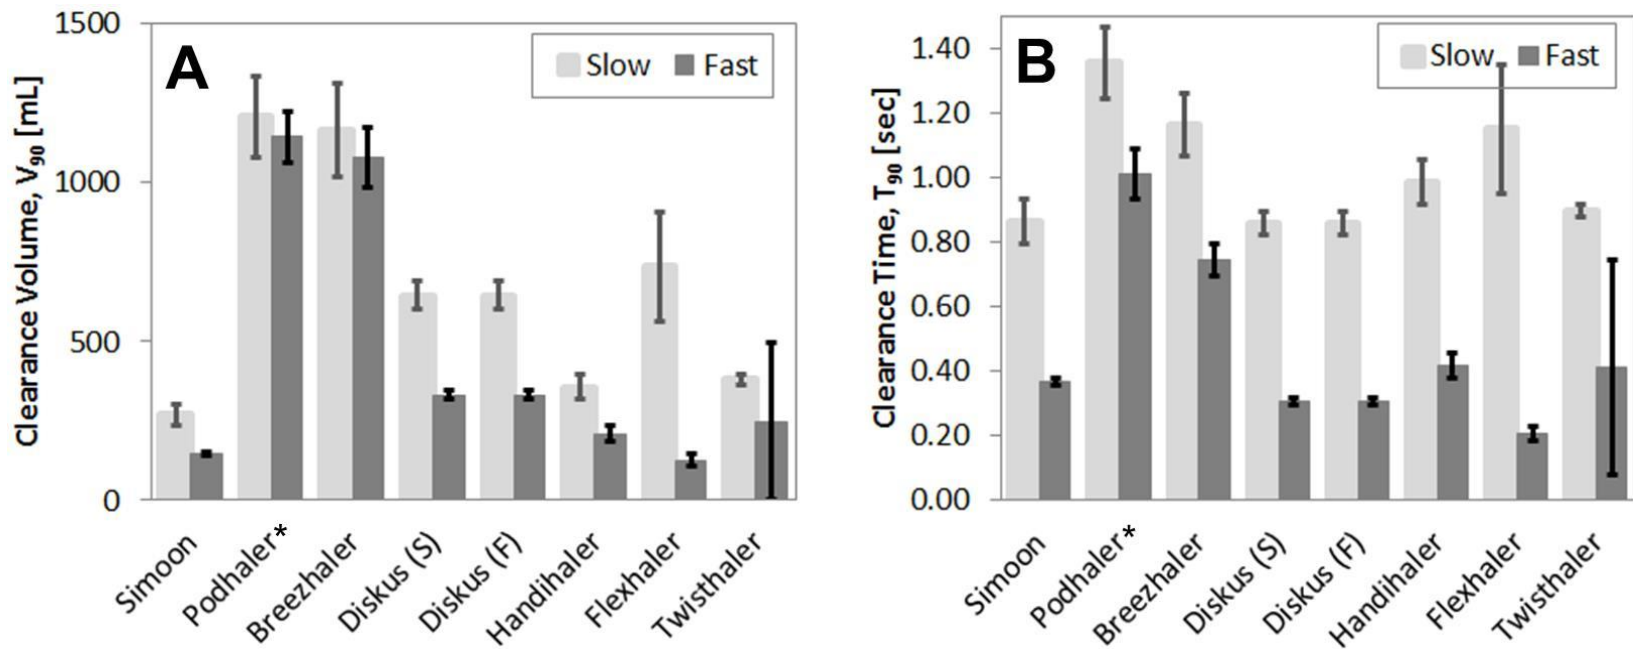 A
Slow Fast
Clearance Volume, V90 [mL]
1500
1000
500
0
Simoon
Podhaler*
Breezhaler
Diskus (S)
Diskus (F)
Handihaler
Flexhaler
Twisthaler
B
Slow Fast
Clearance Time, T90 [sec]
1.40
1.20
1.00
0.80
0.60
0.40
0.20
0.00
Simoon
Podhaler*
Breezhaler
Diskus (S)
Diskus (F)
Handihaler
Flexhaler
Twisthaler